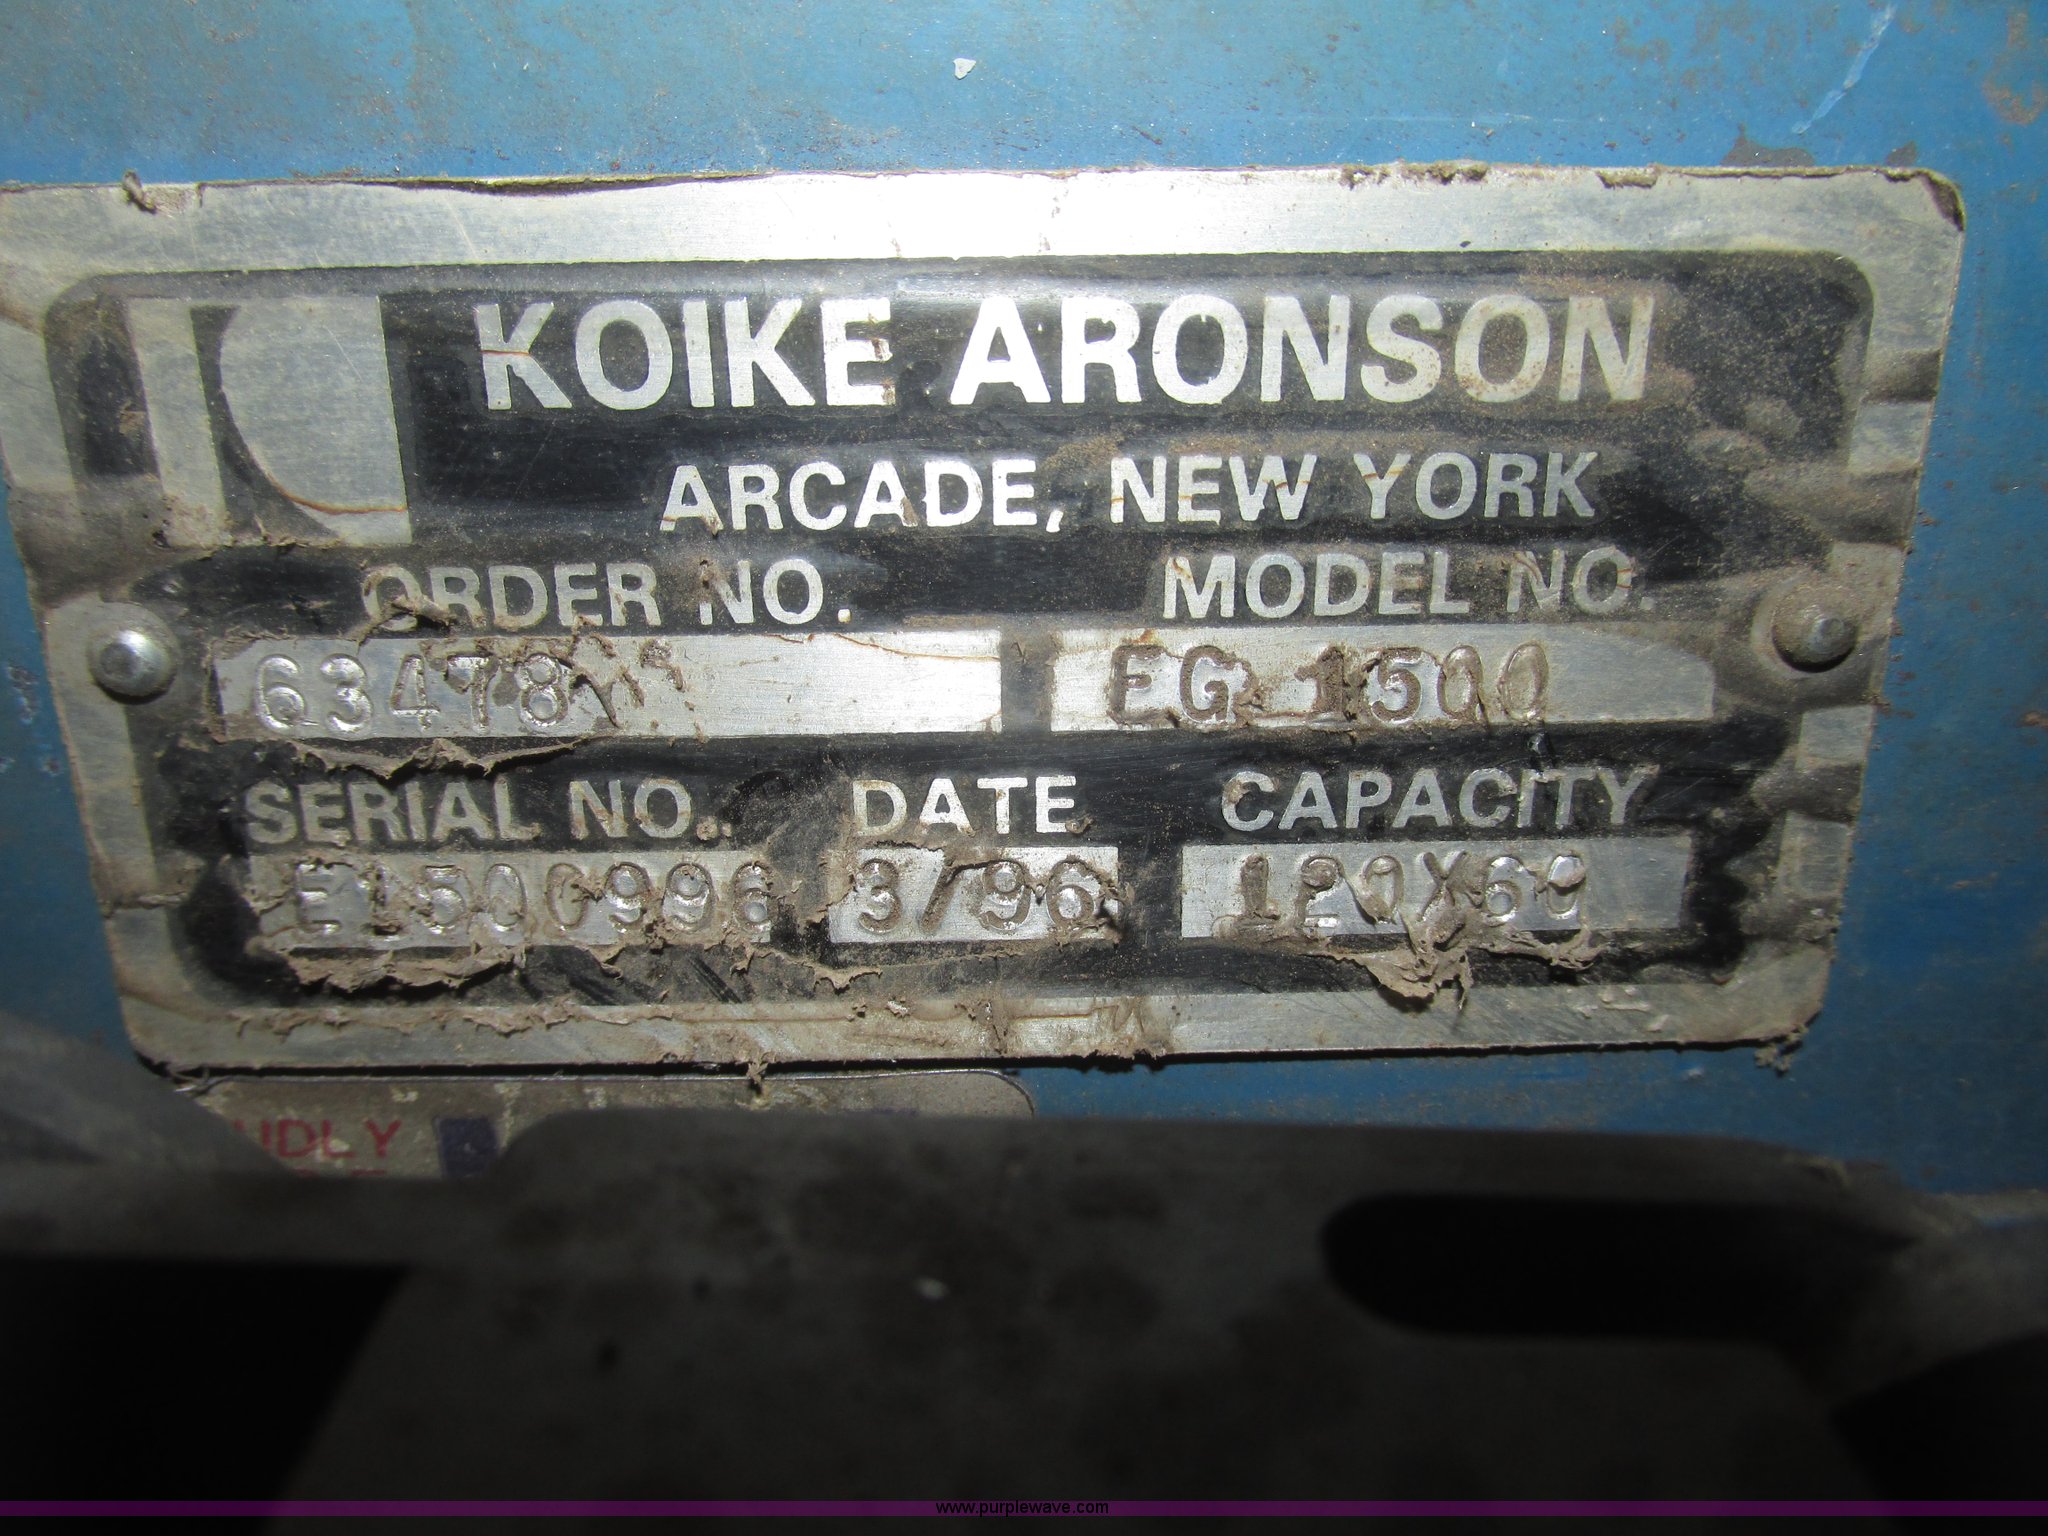 KOIKE ARONSON
ARCADE, NEW YORK
ORDER NO. MODEL NO.
63478 EG 1500
SERIAL NO. DATE CAPACITY
E1500996 3/96 120X60
www.purplewave.com